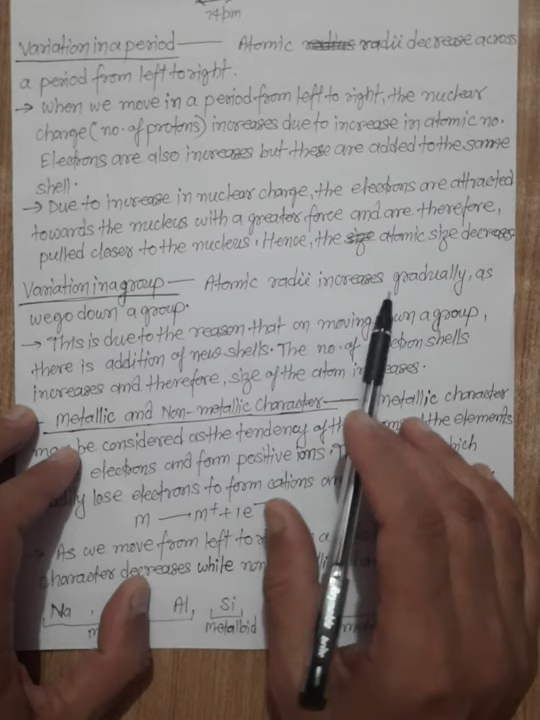 74pm
Variation in a period — Atomic radii decrease across
a period from left to right.
→ When we move in a period from left to right, the nuclear
change (no. of protons) increases due to increase in atomic no.
Electrons are also increases but these are added to the same
shell.
→ Due to increase in nuclear change, the electrons are attracted
towards the nucleus with a greater force and are therefore,
pulled closer to the nucleus. Hence, the atomic size decreases
Variation in a group — Atomic radii increases gradually, as
we go down a group.
→ This is due to the reason that on moving down a group,
there is addition of new shells. The no. of shells
increases and therefore, size of the atom increases.
Metallic and Non-metallic Character — metallic character
be considered as the tendency of the elements
electrons and form positive ions. which
lose electrons to form cations
m → m+ + 1e-
→ As we move from left to
character decreases while non
Na, Al, Si
metalloid